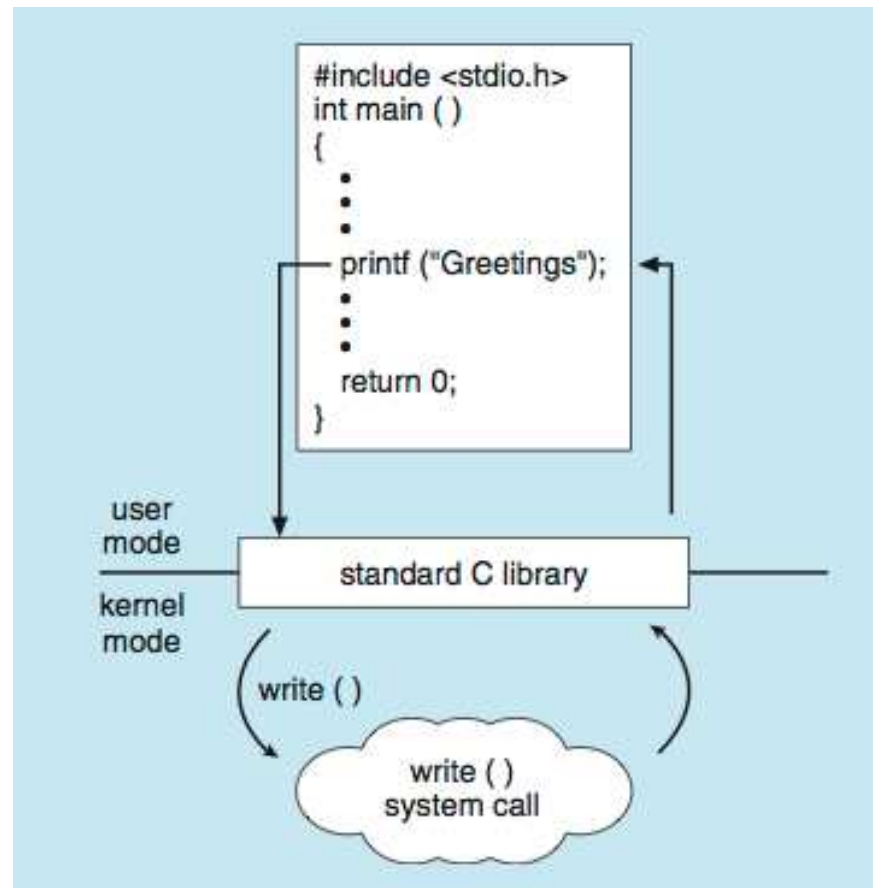 #include <stdio.h>
int main ( )
{
•
•
•
printf ("Greetings");
•
•
•
return 0;
}
user
mode
standard C library
kernel
mode
write ( )
write ( )
system call